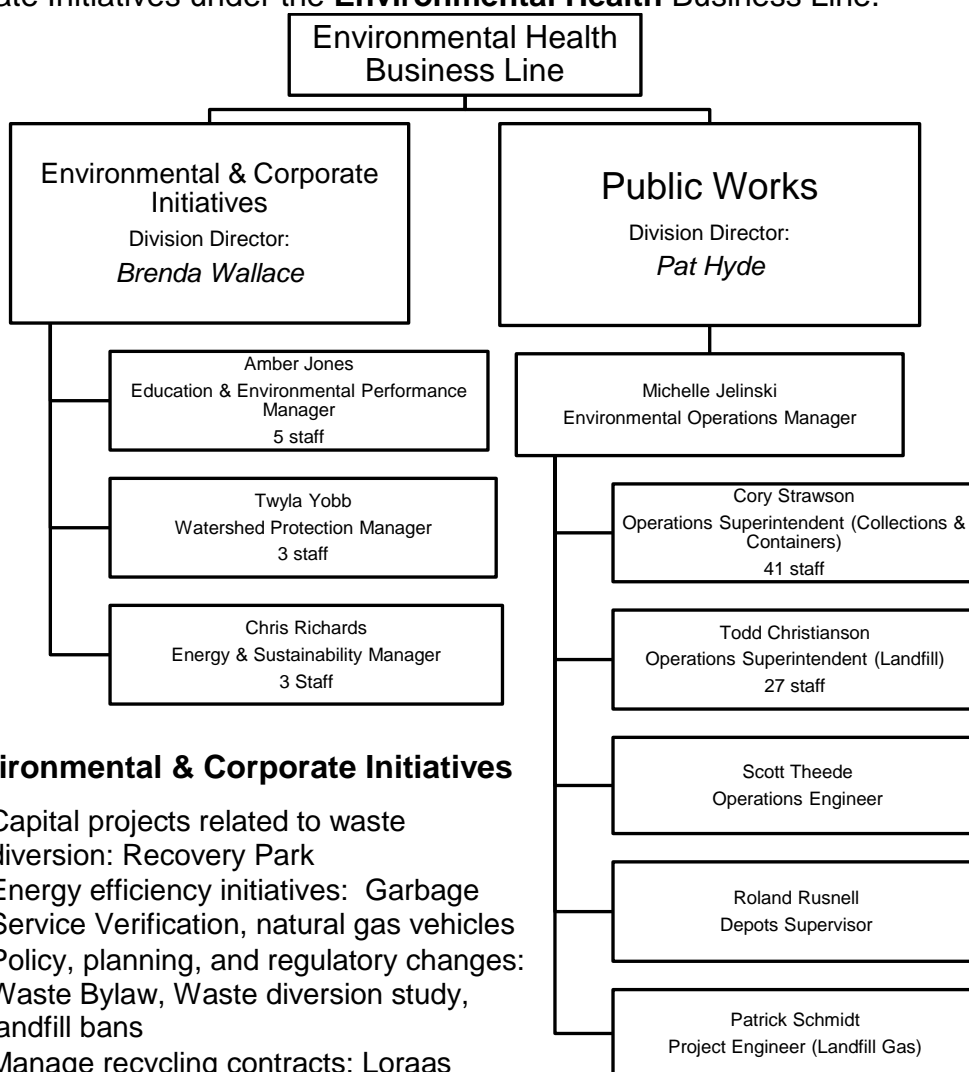 ate Initiatives under the Environmental Health Business Line.
Environmental Health
Business Line
Environmental & Corporate
Initiatives
Division Director:
Brenda Wallace
Public Works
Division Director:
Pat Hyde
Amber Jones
Education & Environmental Performance
Manager
5 staff
Twyla Yobb
Watershed Protection Manager
3 staff
Chris Richards
Energy & Sustainability Manager
3 Staff
Michelle Jelinski
Environmental Operations Manager
Cory Strawson
Operations Superintendent (Collections &
Containers)
41 staff
Todd Christianson
Operations Superintendent (Landfill)
27 staff
Scott Theede
Operations Engineer
Roland Rusnell
Depots Supervisor
Patrick Schmidt
Project Engineer (Landfill Gas)
ironmental & Corporate Initiatives
Capital projects related to waste
diversion: Recovery Park
Energy efficiency initiatives: Garbage
Service Verification, natural gas vehicles
Policy, planning, and regulatory changes:
Waste Bylaw, Waste diversion study,
landfill bans
Manage recycling contracts: Loraas